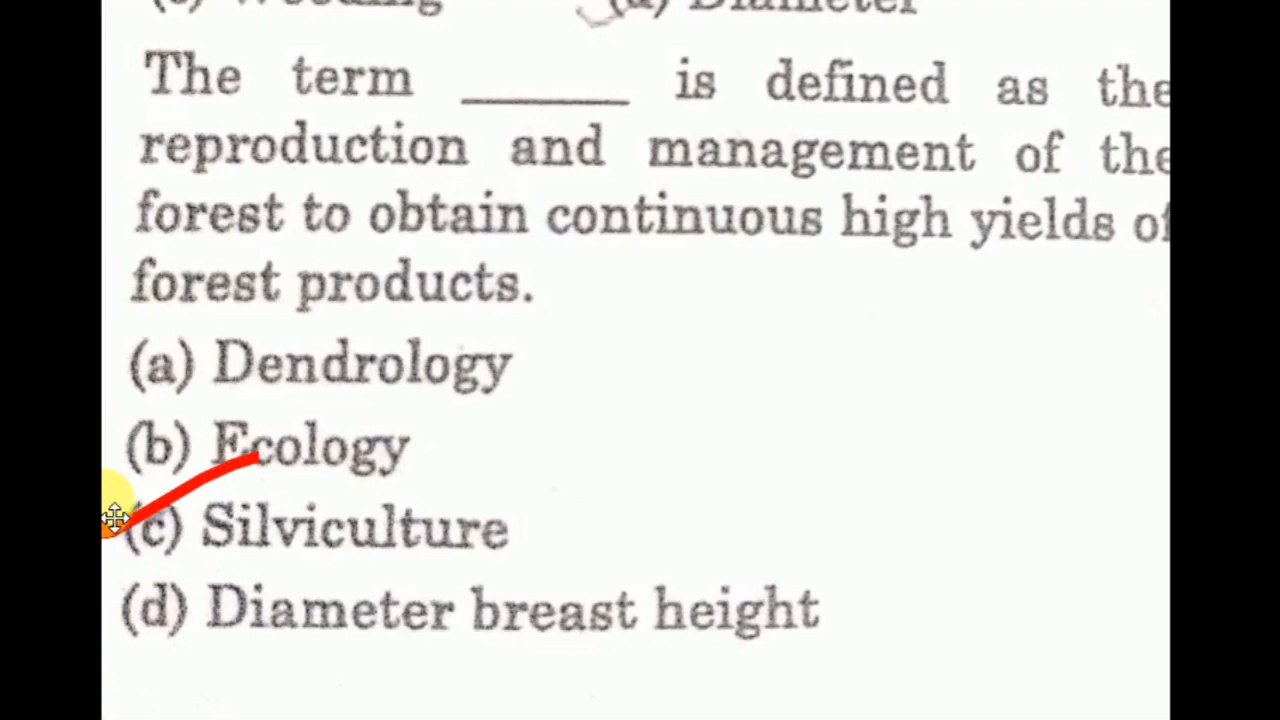 The term ______ is defined as the
reproduction and management of the
forest to obtain continuous high yields of
forest products.
(a) Dendrology
(b) Ecology
(c) Silviculture
(d) Diameter breast height